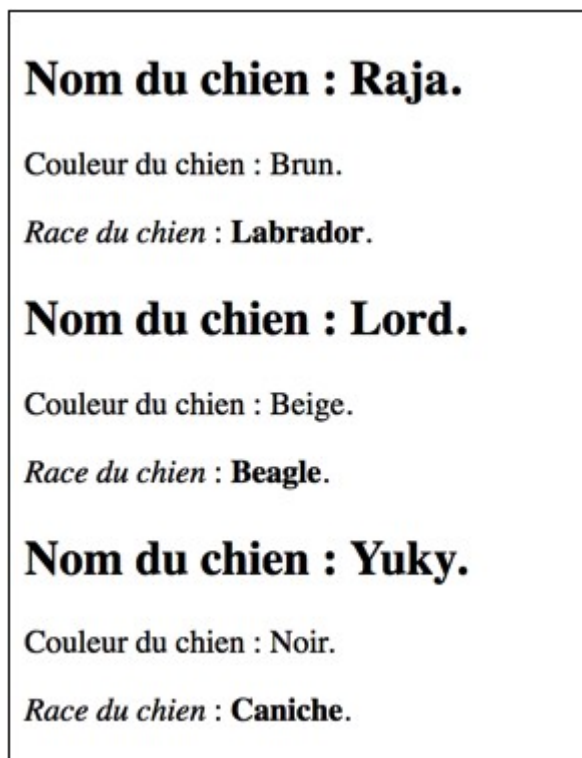 Nom du chien : Raja.
Couleur du chien : Brun.
Race du chien : Labrador.
Nom du chien : Lord.
Couleur du chien : Beige.
Race du chien : Beagle.
Nom du chien : Yuky.
Couleur du chien : Noir.
Race du chien : Caniche.